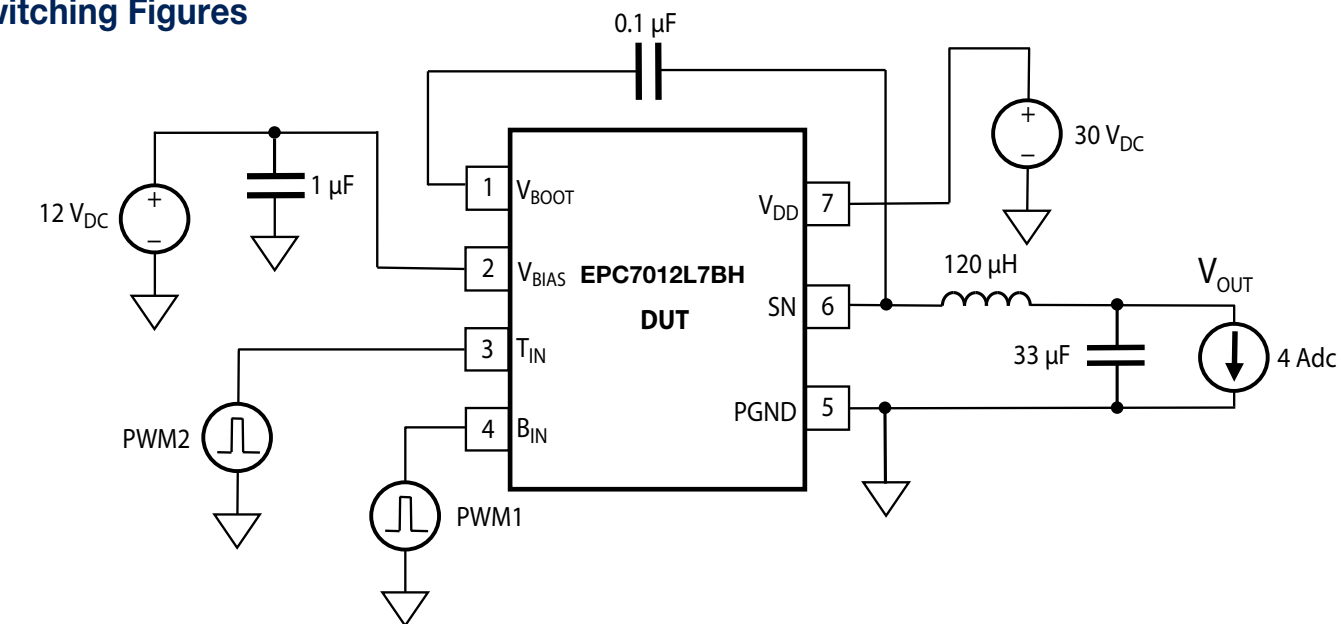 vitching Figures
0.1 µF
30 V_DC
12 V_DC
1 µF
1
V_BOOT
2
V_BIAS
3
T_IN
4
B_IN
EPC7012L7BH
DUT
V_DD
7
SN
6
PGND
5
120 µH
V_OUT
33 µF
4 Adc
PWM2
PWM1